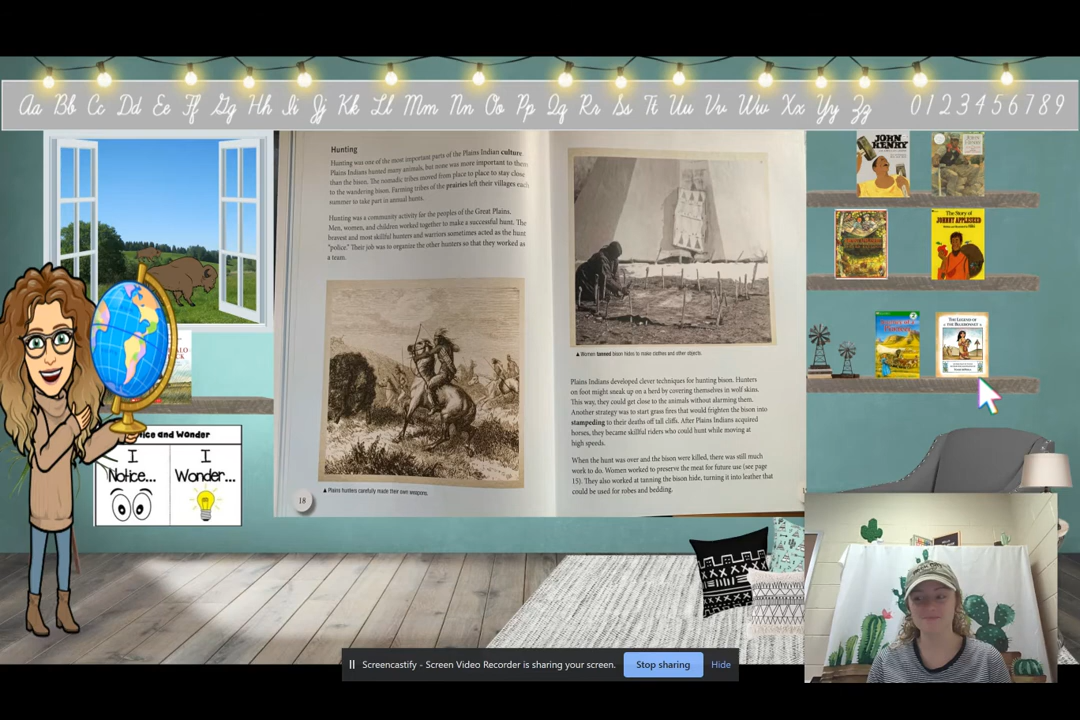 Aa Bb Cc Dd Ee Ff Gg Hh Ii Jj Kk Ll Mm Nn Oo Pp Qq Rr Ss Tt Uu Vv Ww Xx Yy Zz 0123456789
Hunting
Hunting was one of the most important parts of the Plains Indian culture.
Plains Indians hunted many animals, but none was more important to them
than the bison. The nomadic tribes moved from place to place to stay close
to the wandering bison. Farming tribes of the prairies left their villages each
summer to take part in annual hunts.
Hunting was a community activity for the peoples of the Great Plains.
Men, women, and children worked together to make a successful hunt. The
bravest and most skillful hunters and warriors sometimes acted as the hunt
"police." Their job was to organize the other hunters so that they worked as
a team.
▲ Plains hunters carefully made their own weapons.
18
▲ Women tanned bison hides to make clothes and other objects.
Plains Indians developed clever techniques for hunting bison. Hunters
on foot might sneak up on a herd by covering themselves in wolf skins.
This way, they could get close to the animals without alarming them.
Another strategy was to start grass fires that would frighten the bison into
stampeding to their deaths off tall cliffs. After Plains Indians acquired
horses, they became skillful riders who could hunt while moving at
high speeds.
When the hunt was over and the bison were killed, there was still much
work to do. Women worked to preserve the meat for future use (see page
15). They also worked at tanning the bison hide, turning it into leather that
could be used for robes and bedding.
JOHN
HENRY
The Story of
JOHNNY APPLESEED
THE LEGEND OF
THE BLUEBONNET
ice and Wonder
I
Notice...
I
Wonder...
Screencastify - Screen Video Recorder is sharing your screen.
Stop sharing
Hide